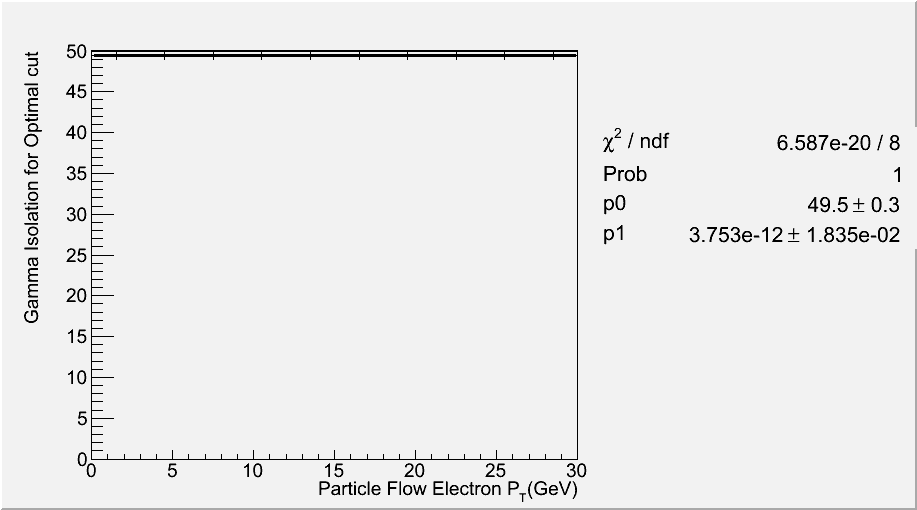 Gamma Isolation for Optimal cut
50
45
40
35
30
25
20
15
10
5
0
0 5 10 15 20 25 30
Particle Flow Electron P_T(GeV)
χ² / ndf 6.587e-20 / 8
Prob 1
p0 49.5 ± 0.3
p1 3.753e-12 ± 1.835e-02